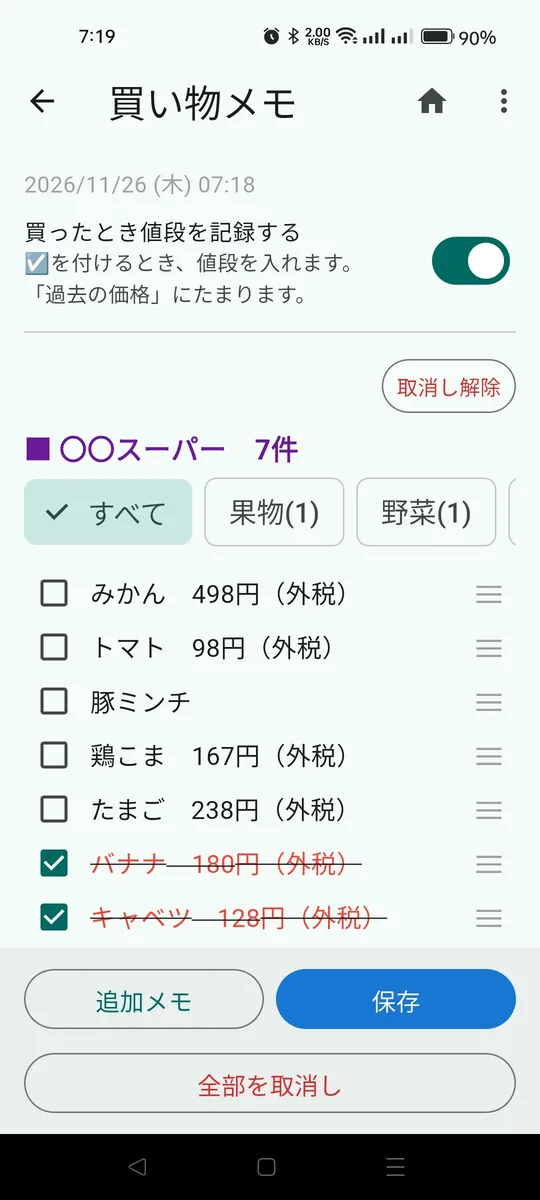 7:19 2.00 KB/S 90%
買い物メモ
2026/11/26 (木) 07:18
買ったとき値段を記録する
☑を付けるとき、値段を入れます。
「過去の価格」にたまります。
取消し解除
■ 〇〇スーパー 7件
すべて 果物(1) 野菜(1)
みかん 498円（外税）
トマト 98円（外税）
豚ミンチ
鶏こま 167円（外税）
たまご 238円（外税）
バナナ 180円（外税）
キャベツ 128円（外税）
追加メモ 保存
全部を取消し